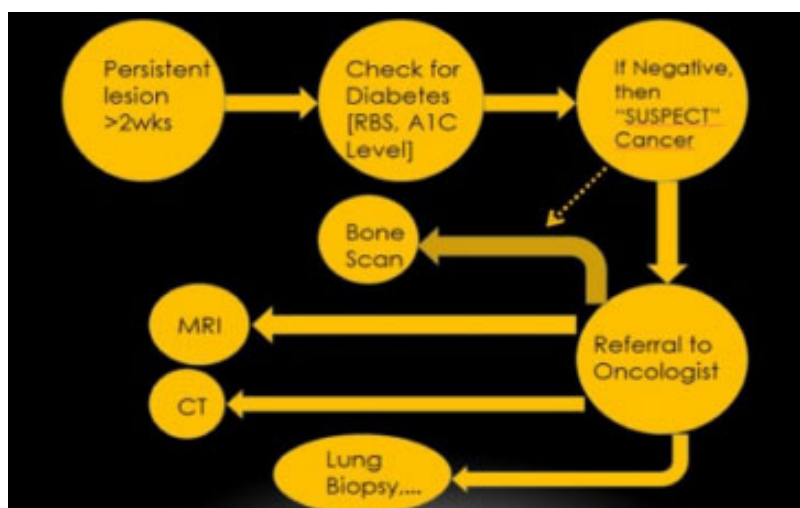 Persistent
lesion
>2wks
Check for
Diabetes
[RBS, A1C
Level]
If Negative,
then
"SUSPECT"
Cancer
Bone
Scan
MRI
Referral to
Oncologist
CT
Lung
Biopsy,...